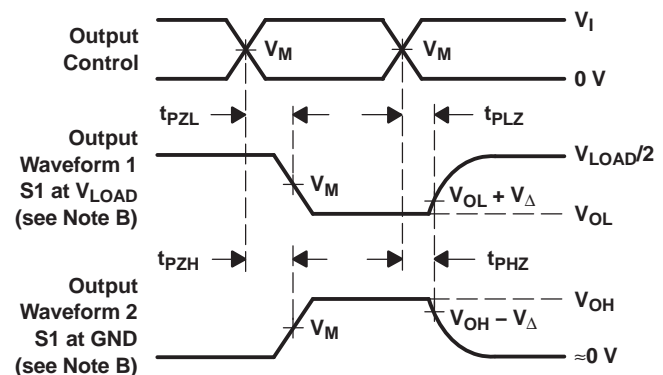 Output
Control
V_M
V_M
V_I
0 V
t_PZL
t_PLZ
Output
Waveform 1
S1 at V_LOAD
(see Note B)
V_M
V_OL + V_Δ
V_LOAD/2
V_OL
t_PZH
t_PHZ
Output
Waveform 2
S1 at GND
(see Note B)
V_M
V_OH − V_Δ
V_OH
≈0 V